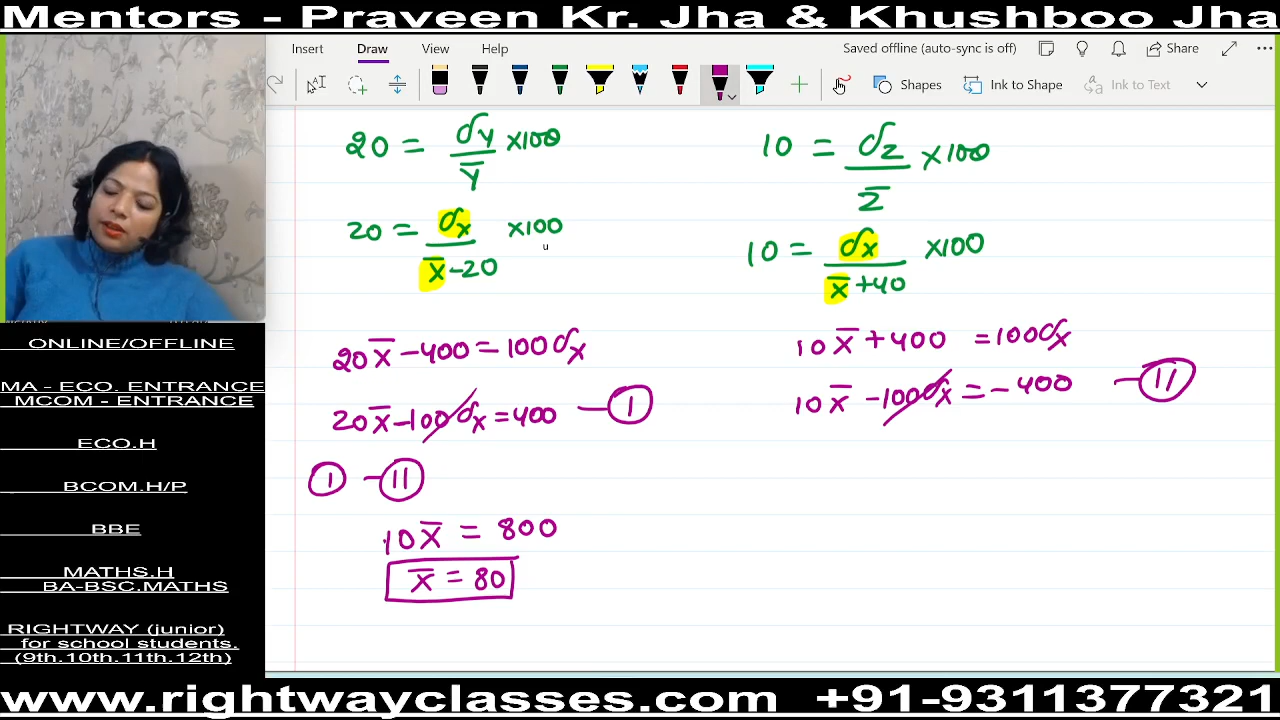 Mentors - Praveen Kr. Jha & Khushboo Jha
Insert Draw View Help Saved offline (auto-sync is off) Share
Shapes Ink to Shape Ink to Text
20 = σy/ȳ ×100
10 = σz/z̄ ×100
20 = σx/(x̄-20) ×100
10 = σx/(x̄+40) ×100
20x̄ - 400 = 100σx
20x̄ - 100σx = 400 - I
10x̄ + 400 = 100σx
10x̄ - 100σx = -400 - II
I - II
10x̄ = 800
x̄ = 80
ONLINE/OFFLINE
MA - ECO. ENTRANCE
MCOM - ENTRANCE
ECO.H
BCOM.H/P
BBE
MATHS.H
BA-BSC.MATHS
RIGHTWAY (junior)
for school students.
(9th.10th.11th.12th)
www.rightwayclasses.com +91-9311377321